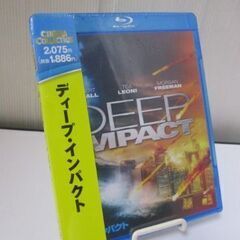 Blu-ray Disc
2,075円
1,886円
ディープ・インパクト
ALL
LEONI
MORGAN
FREEMAN
DEEP
IMPACT